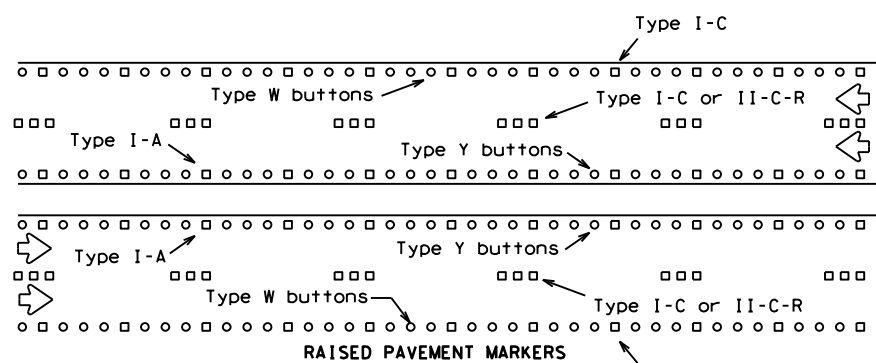 Type I-C
Type W buttons
Type I-C or II-C-R
Type I-A
Type Y buttons
Type I-A
Type Y buttons
Type W buttons
Type I-C or II-C-R
RAISED PAVEMENT MARKERS